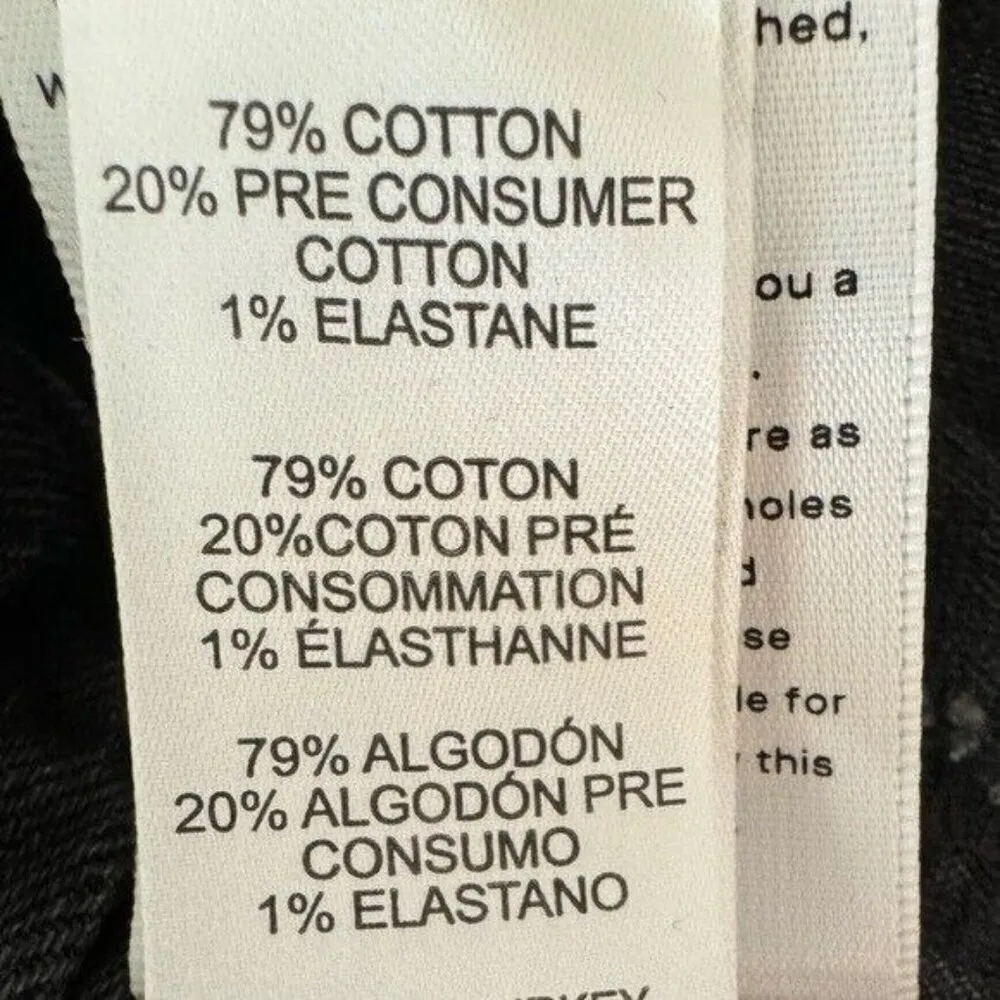 79% COTTON
20% PRE CONSUMER
COTTON
1% ELASTANE
79% COTON
20%COTON PRÉ
CONSOMMATION
1% ÉLASTHANNE
79% ALGODÓN
20% ALGODÓN PRE
CONSUMO
1% ELASTANO
hed,
ou a
.
re as
holes
se
le for
this